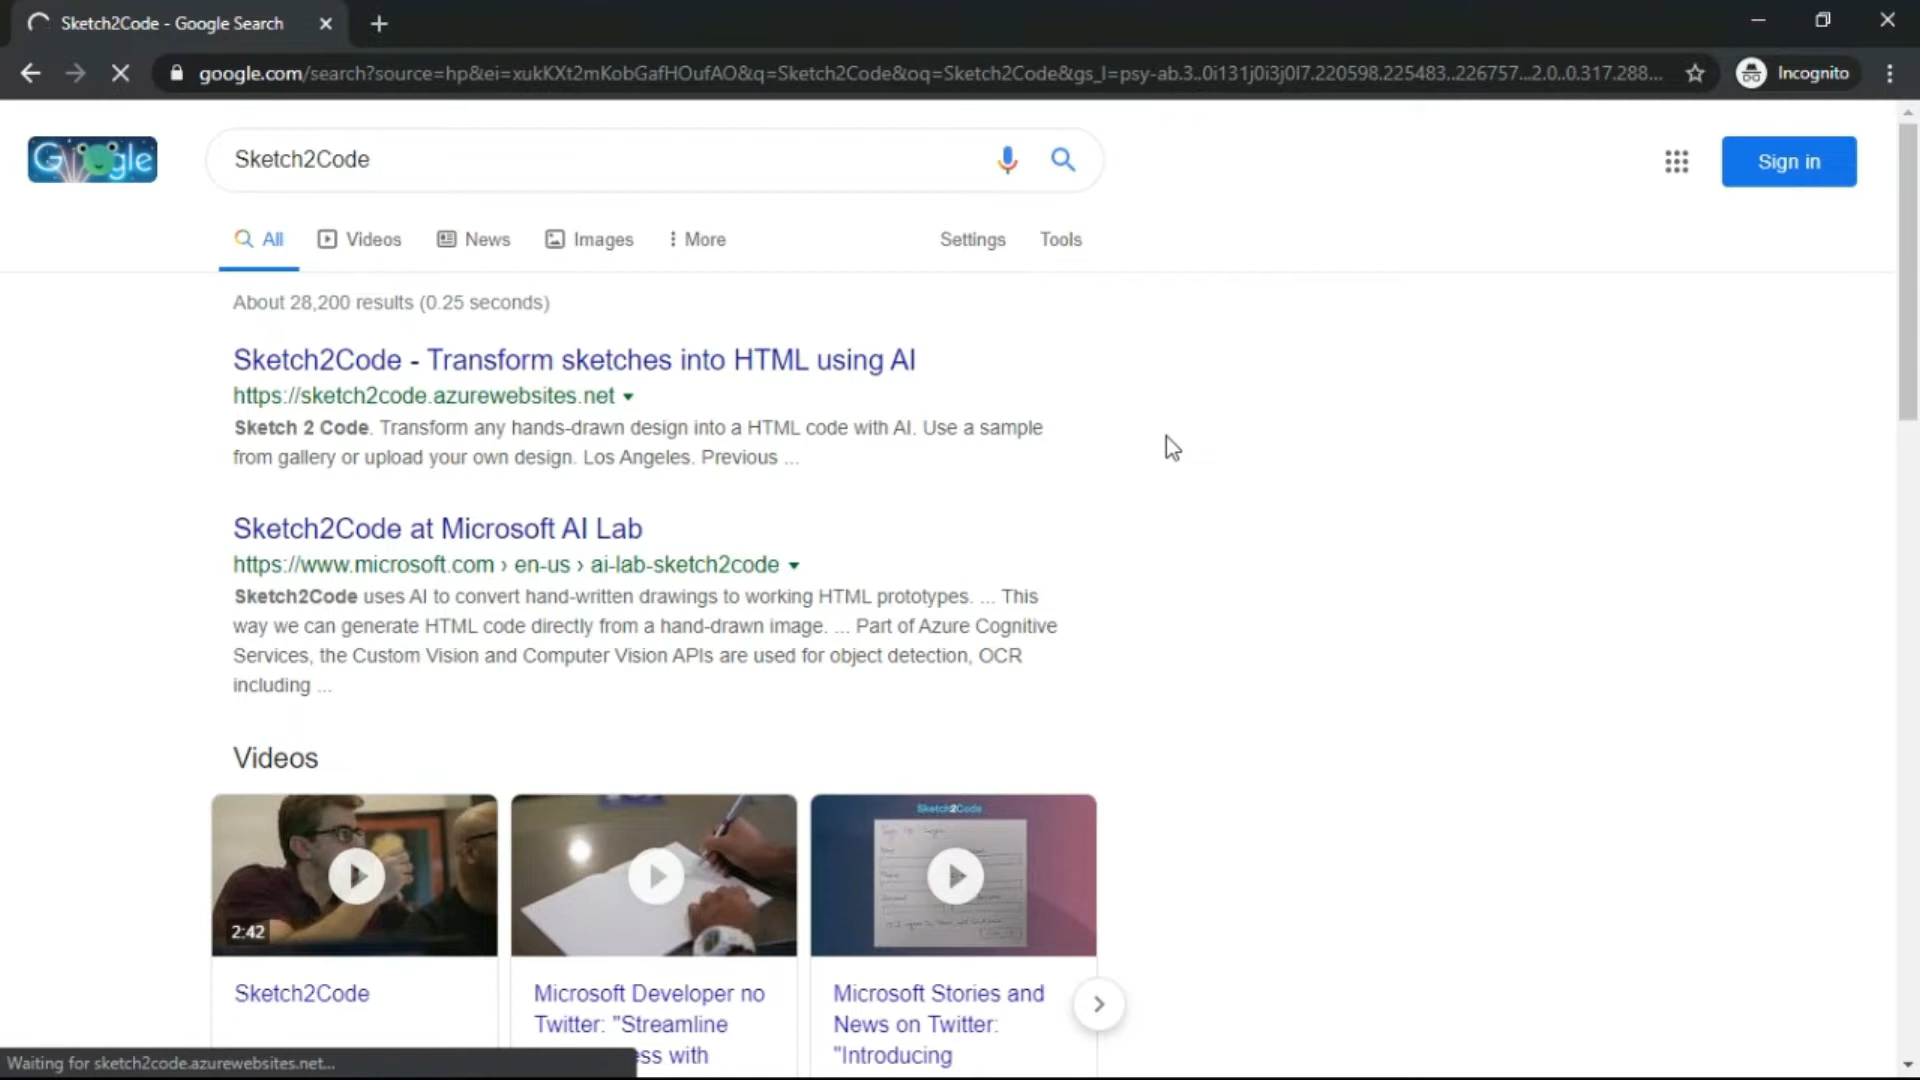 Sketch2Code - Google Search
google.com/search?source=hp&ei=xukKXt2mKobGafHOufAO&q=Sketch2Code&oq=Sketch2Code&gs_l=psy-ab.3..0i131j0i3j0l7.220598.225483..226757...2.0..0.317.288...
Incognito
Google
Sketch2Code
Sign in
All
Videos
News
Images
More
Settings
Tools
About 28,200 results (0.25 seconds)
Sketch2Code - Transform sketches into HTML using AI
https://sketch2code.azurewebsites.net
Sketch 2 Code. Transform any hands-drawn design into a HTML code with AI. Use a sample
from gallery or upload your own design. Los Angeles. Previous ...
Sketch2Code at Microsoft AI Lab
https://www.microsoft.com › en-us › ai-lab-sketch2code
Sketch2Code uses AI to convert hand-written drawings to working HTML prototypes. ... This
way we can generate HTML code directly from a hand-drawn image. ... Part of Azure Cognitive
Services, the Custom Vision and Computer Vision APIs are used for object detection, OCR
including ...
Videos
Sketch2Code
2:42
Sketch2Code
Microsoft Developer no
Twitter: "Streamline
ess with
Microsoft Stories and
News on Twitter:
"Introducing
Waiting for sketch2code.azurewebsites.net...